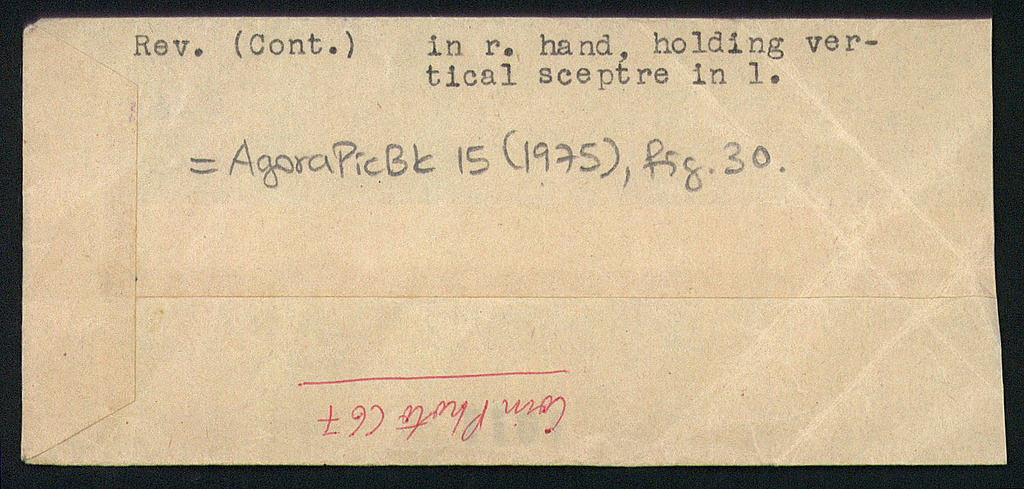 Rev. (Cont.) in r. hand, holding ver-
tical sceptre in l.
= AgoraPicBk 15 (1975), fig. 30.
Coin Photo C67